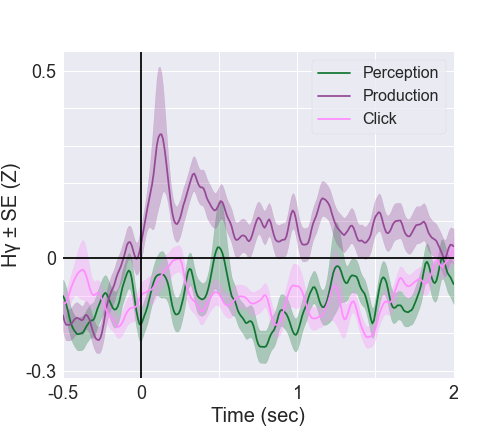 Hγ ± SE (Z)
0.5
0
-0.3
Perception
Production
Click
-0.5
0
1
2
Time (sec)